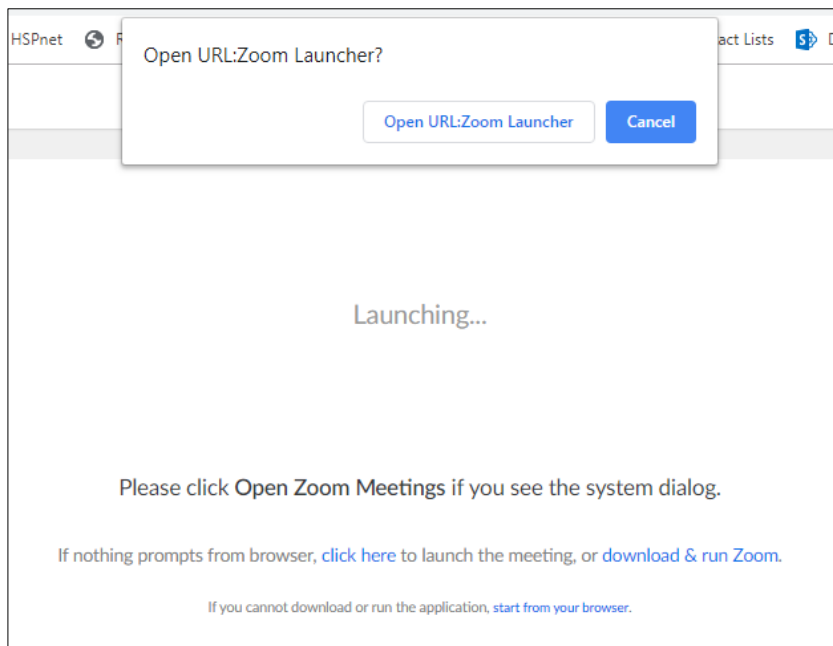 HSPnet
act Lists
Open URL:Zoom Launcher?
Open URL:Zoom Launcher Cancel
Launching...
Please click Open Zoom Meetings if you see the system dialog.
If nothing prompts from browser, click here to launch the meeting, or download & run Zoom.
If you cannot download or run the application, start from your browser.